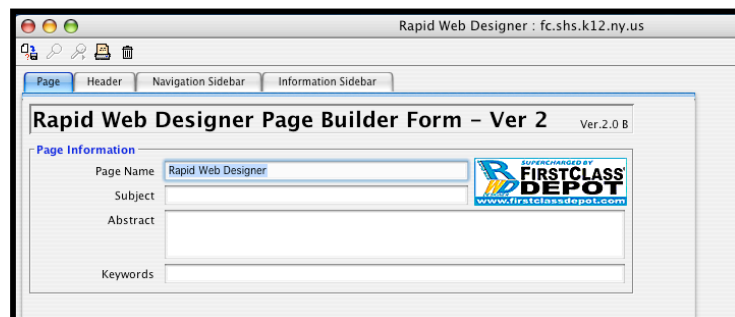 Rapid Web Designer : fc.shs.k12.ny.us
Page Header Navigation Sidebar Information Sidebar
Rapid Web Designer Page Builder Form – Ver 2 Ver.2.0 B
Page Information
Page Name Rapid Web Designer
SUPERCHARGED BY
FIRSTCLASS
DEPOT
www.firstclassdepot.com
Subject
Abstract
Keywords